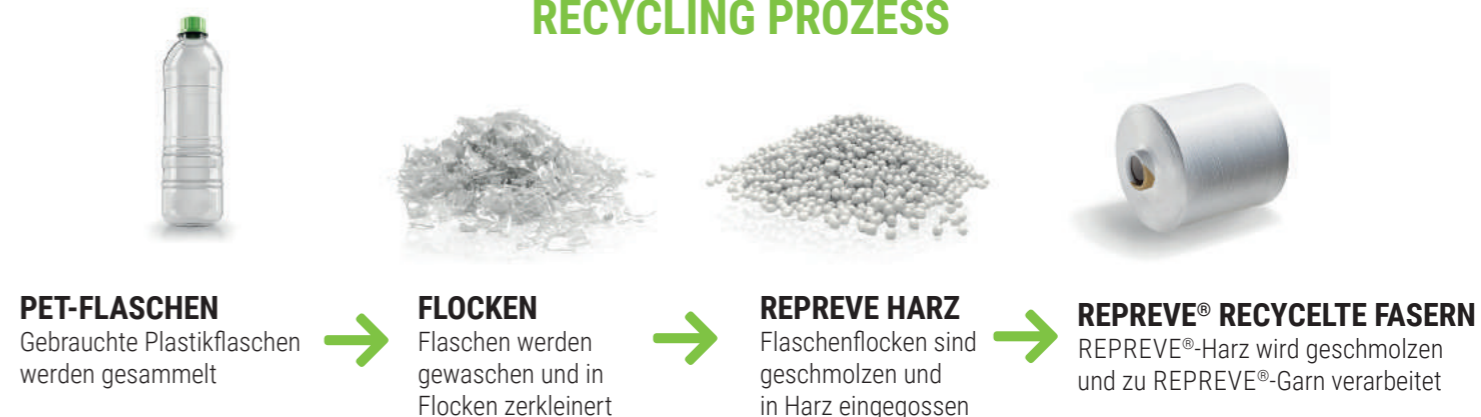 RECYCLING PROZESS
PET-FLASCHEN
Gebrauchte Plastikflaschen
werden gesammelt
FLOCKEN
Flaschen werden
gewaschen und in
Flocken zerkleinert
REPREVE HARZ
Flaschenflocken sind
geschmolzen und
in Harz eingegossen
REPREVE® RECYCELTE FASERN
REPREVE®-Harz wird geschmolzen
und zu REPREVE®-Garn verarbeitet